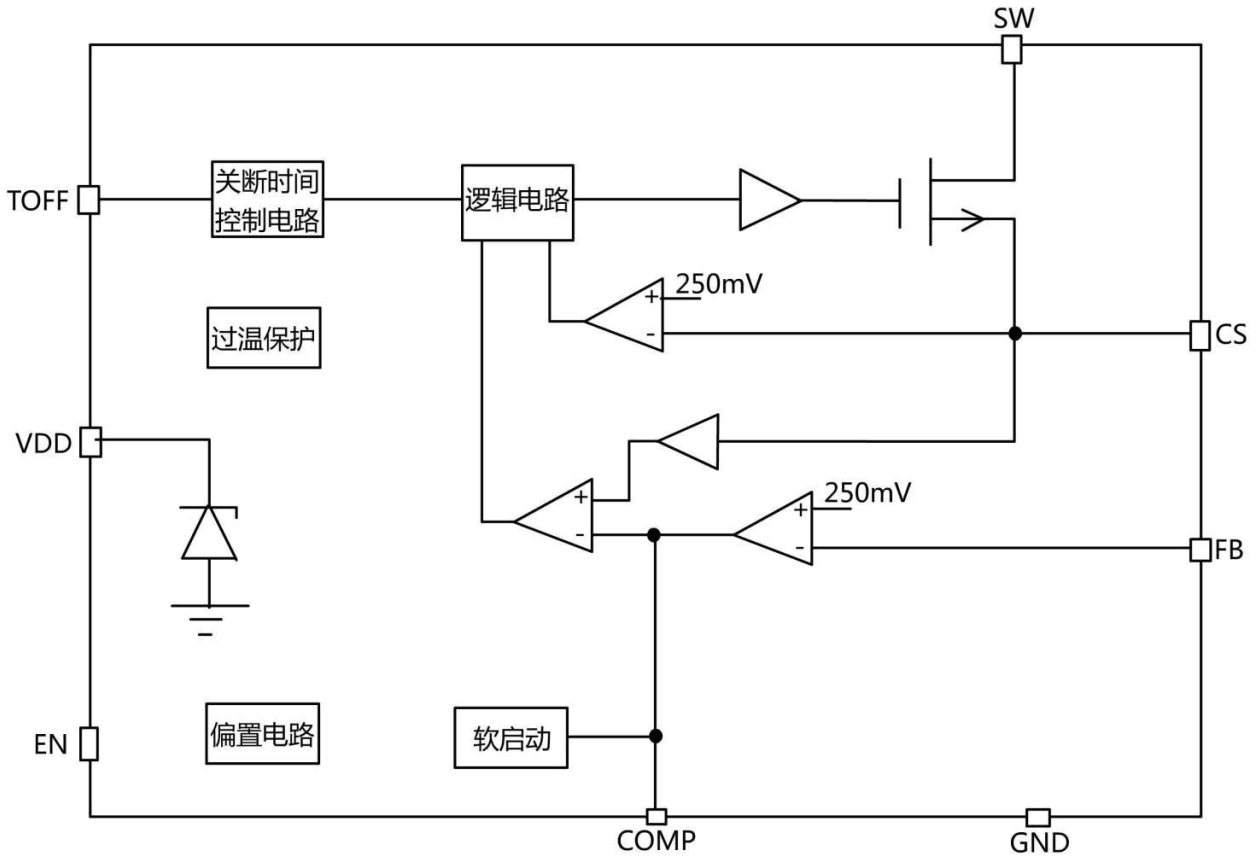 SW
TOFF
关断时间
控制电路
逻辑电路
+
250mV
-
过温保护
CS
VDD
+
-
+
250mV
-
FB
EN
偏置电路
软启动
COMP
GND